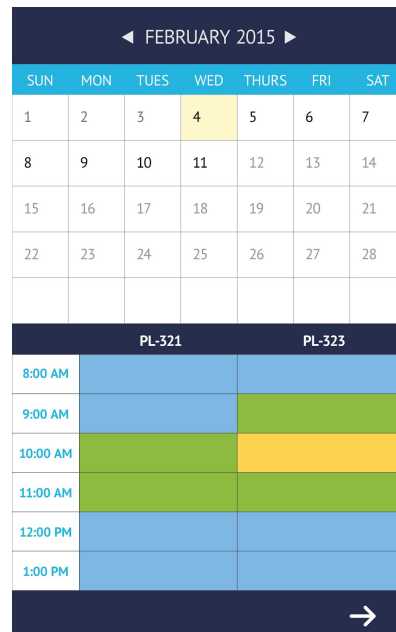 ◀ FEBRUARY 2015 ▶
SUN MON TUES WED THURS FRI SAT
1 2 3 4 5 6 7
8 9 10 11 12 13 14
15 16 17 18 19 20 21
22 23 24 25 26 27 28
PL-321 PL-323
8:00 AM
9:00 AM
10:00 AM
11:00 AM
12:00 PM
1:00 PM